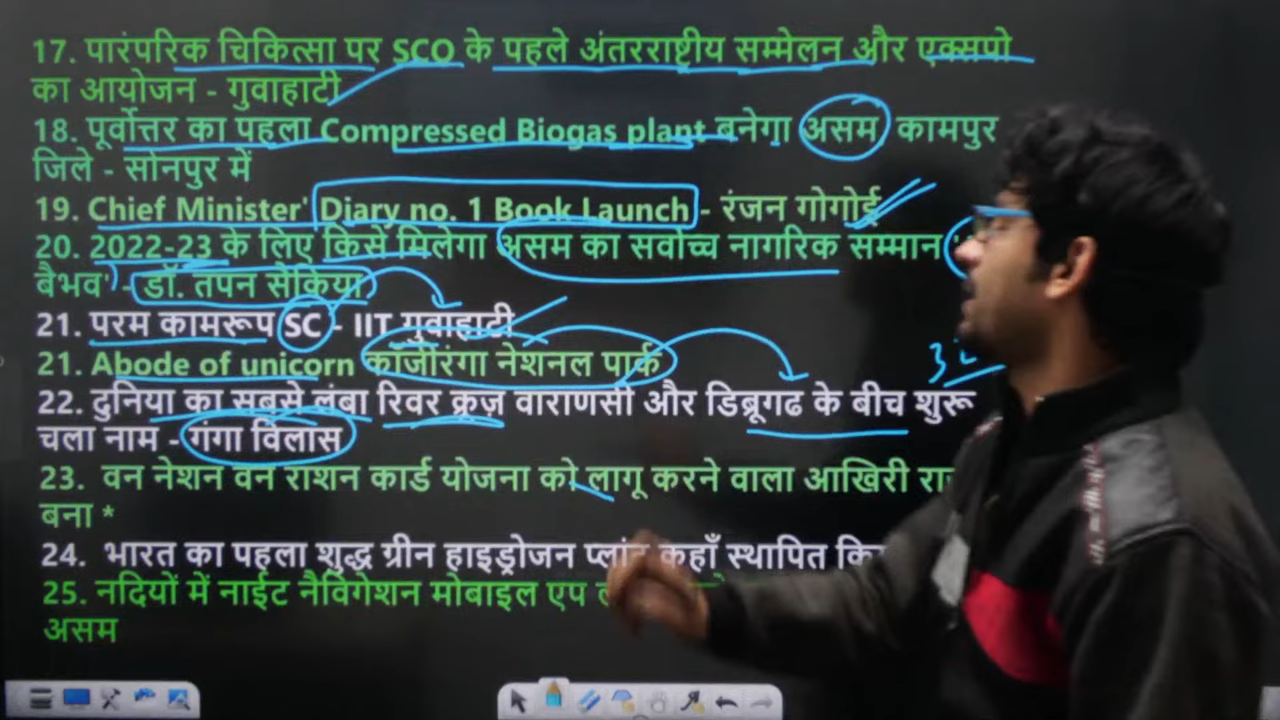 17. पारंपरिक चिकित्सा पर SCO के पहले अंतरराष्ट्रीय सम्मेलन और एक्सपो
का आयोजन - गुवाहाटी
18. पूर्वोत्तर का पहला Compressed Biogas plant बनेगा असम कामपुर
जिले - सोनपुर में
19. Chief Minister' Diary no. 1 Book Launch - रंजन गोगोई
20. 2022-23 के लिए किसे मिलेगा असम का सर्वोच्च नागरिक सम्मान
बैभव' - डॉ. तपन सैकिया
21. परम कामरूप SC - IIT गुवाहाटी
21. Abode of unicorn काजीरंगा नेशनल पार्क
22. दुनिया का सबसे लंबा रिवर क्रूज़ वाराणसी और डिब्रूगढ के बीच शुरू
चला नाम - गंगा विलास
23. वन नेशन वन राशन कार्ड योजना को लागू करने वाला आखिरी
बना *
24. भारत का पहला शुद्ध ग्रीन हाइड्रोजन प्लांट कहाँ स्थापित
25. नदियों में नाईट नैविगेशन मोबाइल एप
असम